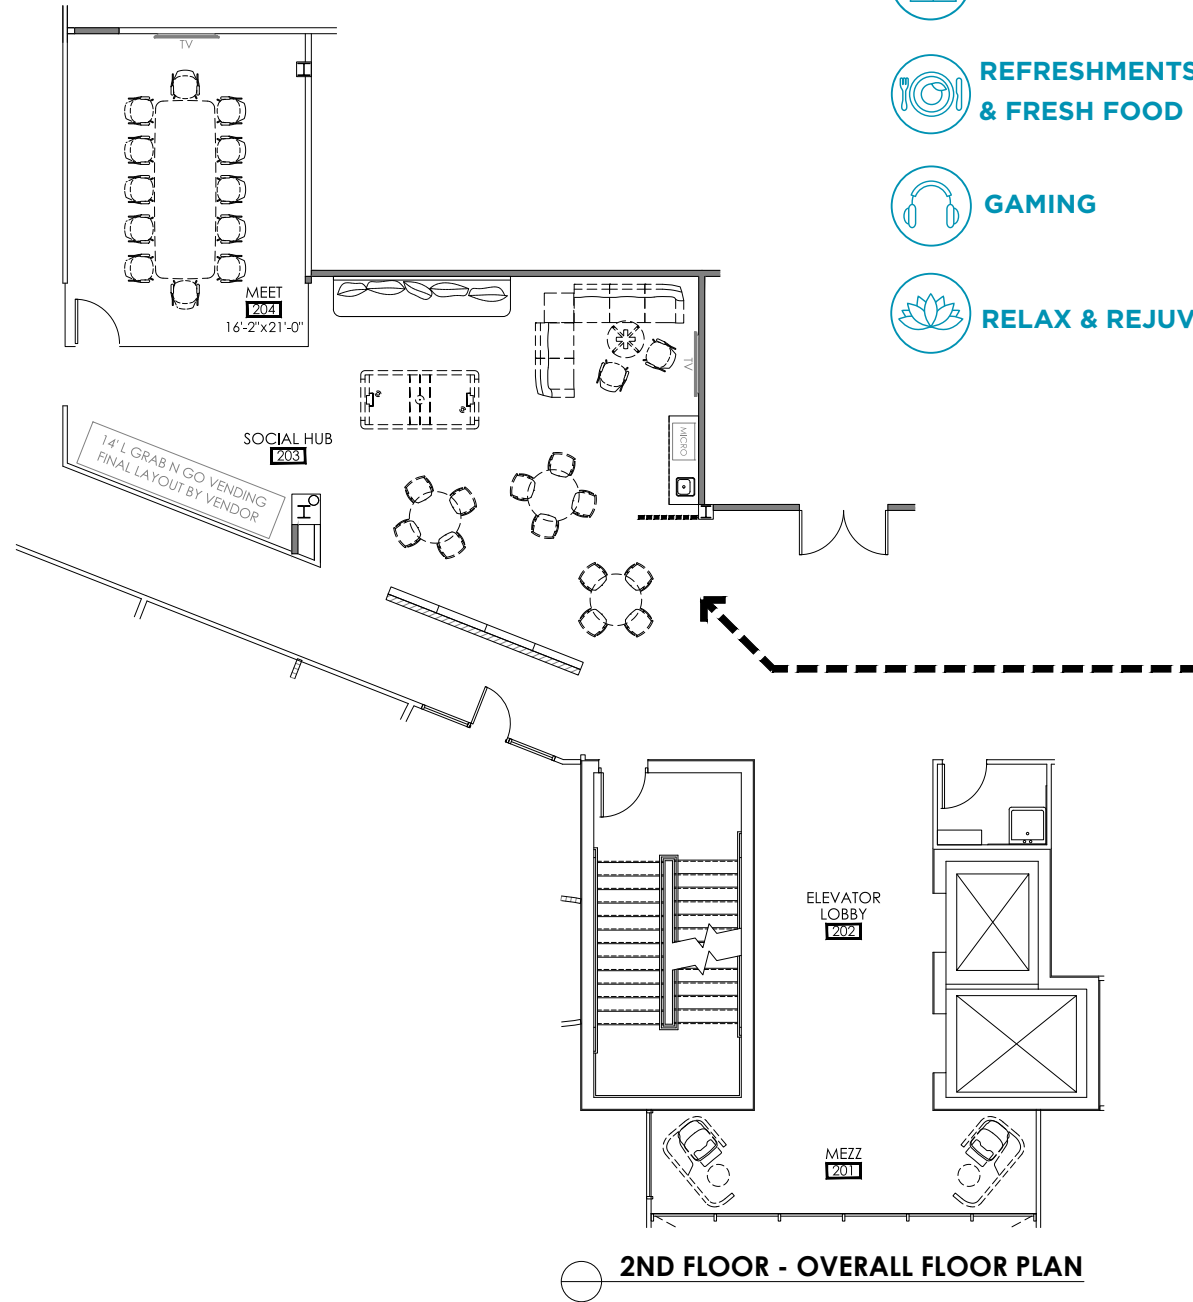 REFRESHMENTS
& FRESH FOOD
GAMING
RELAX & REJUV
TV
MEET
204
16'-2"x21'-0"
TV
SOCIAL HUB
203
MICRO
14' L GRAB N GO VENDING
FINAL LAYOUT BY VENDOR
ELEVATOR
LOBBY
202
MEZZ
201
2ND FLOOR - OVERALL FLOOR PLAN